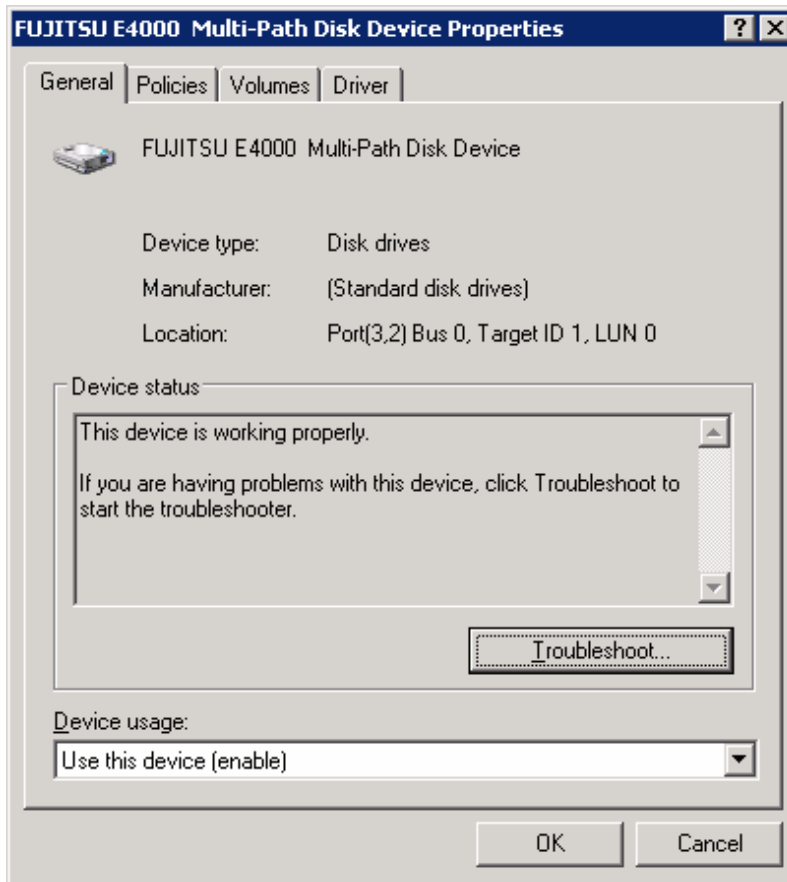 FUJITSU E4000  Multi-Path Disk Device Properties
General Policies Volumes Driver
FUJITSU E4000  Multi-Path Disk Device
Device type: Disk drives
Manufacturer: (Standard disk drives)
Location: Port(3,2) Bus 0, Target ID 1, LUN 0
Device status
This device is working properly.
If you are having problems with this device, click Troubleshoot to
start the troubleshooter.
Troubleshoot...
Device usage:
Use this device (enable)
OK Cancel